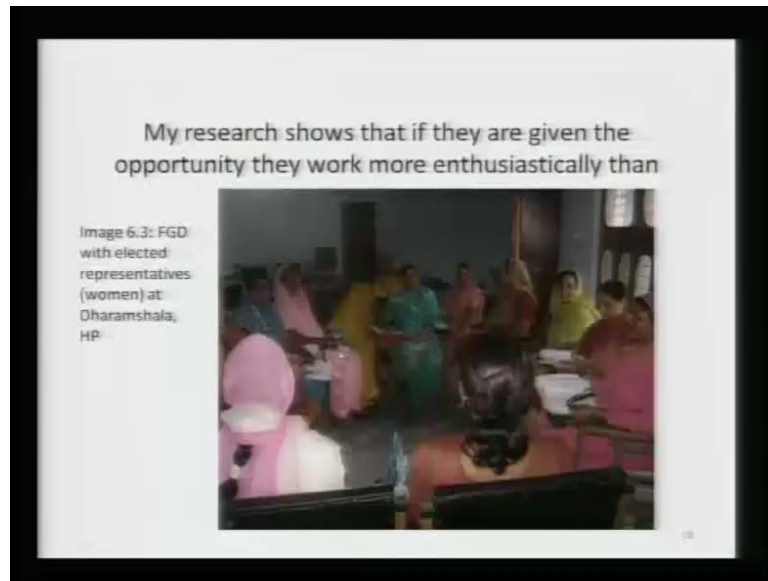 My research shows that if they are given the
opportunity they work more enthusiastically than
Image 6.3: FGD
with elected
representatives
(women) at
Dharamshala,
HP